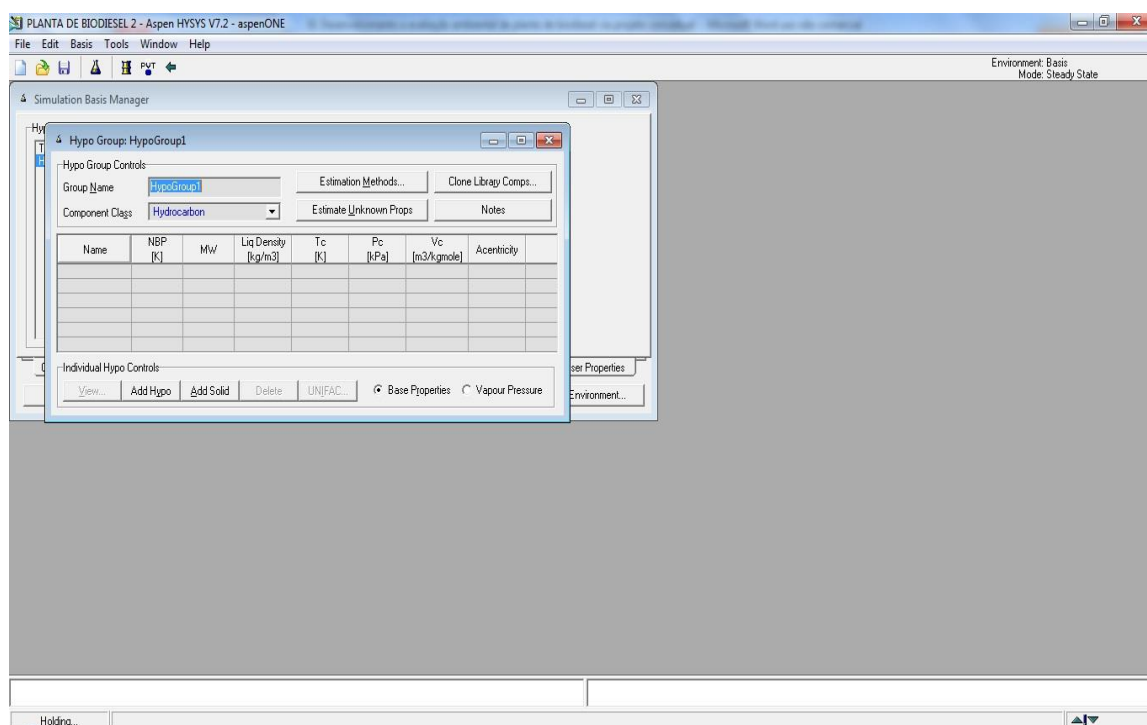 PLANTA DE BIODIESEL 2 - Aspen HYSYS V7.2 - aspenONE
File Edit Basis Tools Window Help
PVT
Environment: Basis
Mode: Steady State
Simulation Basis Manager
Hy
Hypo Group: HypoGroup1
T
H
Hypo Group Controls
Group Name HypoGroup1 Estimation Methods... Clone Library Comps...
Component Class Hydrocarbon Estimate Unknown Props Notes
Name NBP MW Liq Density Tc Pc Vc Acentricity
[K] [kg/m3] [K] [kPa] [m3/kgmole]
Individual Hypo Controls
ser Properties
View... Add Hypo Add Solid Delete UNIFAC... Base Properties Vapour Pressure
Environment...
Holding...